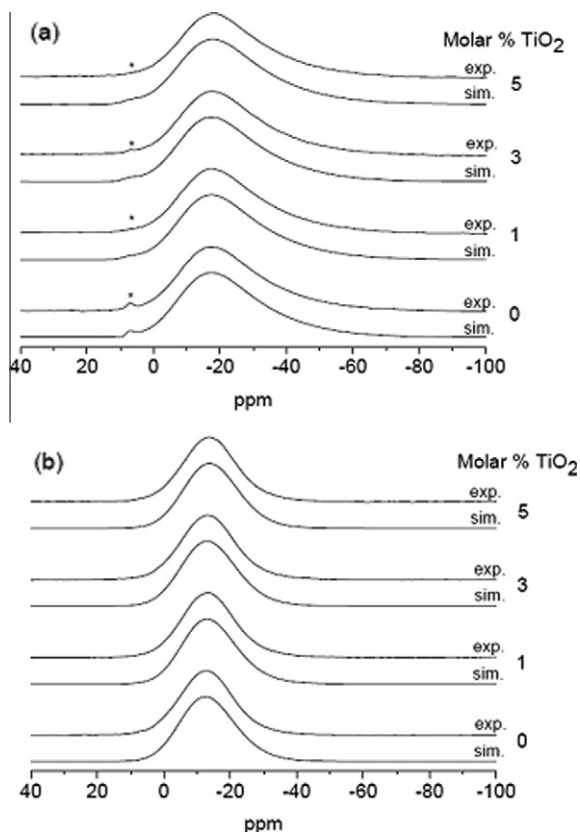 (a)
Molar % TiO2
* exp.
sim. 5
* exp.
sim. 3
* exp.
sim. 1
* exp.
sim. 0
40 20 0 -20 -40 -60 -80 -100
ppm
(b)
Molar % TiO2
exp.
sim. 5
exp.
sim. 3
exp.
sim. 1
exp.
sim. 0
40 20 0 -20 -40 -60 -80 -100
ppm